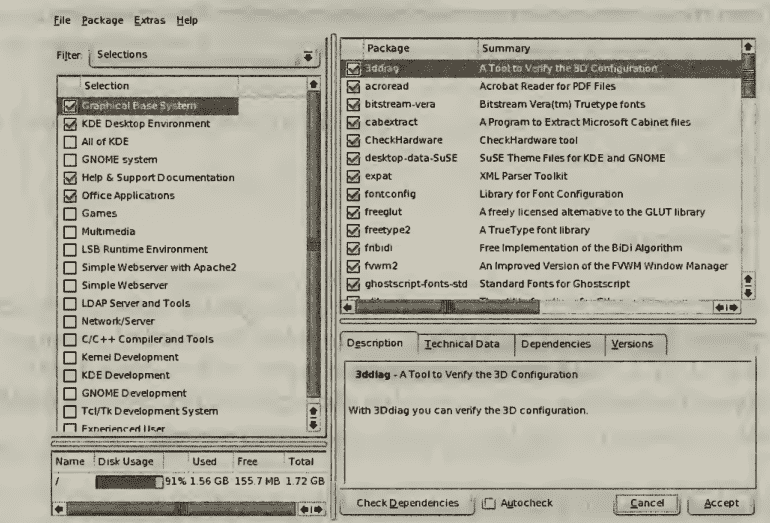 File Package Extras Help
Filter: Selections
Selection
Graphical Base System
KDE Desktop Environment
All of KDE
GNOME system
Help & Support Documentation
Office Applications
Games
Multimedia
LSB Runtime Environment
Simple Webserver with Apache2
Simple Webserver
LDAP Server and Tools
Network/Server
C/C++ Compiler and Tools
Kernel Development
KDE Development
GNOME Development
Tcl/Tk Development System
Experienced User
Name Disk Usage Used Free Total
/ 91% 1.56 GB 155.7 MB 1.72 GB
Package Summary
3ddiag A Tool to Verify the 3D Configuration
acroread Acrobat Reader for PDF Files
bitstream-vera Bitstream Vera(tm) Truetype fonts
cabextract A Program to Extract Microsoft Cabinet files
CheckHardware CheckHardware tool
desktop-data-SuSE SuSE Theme Files for KDE and GNOME
expat XML Parser Toolkit
fontconfig Library for Font Configuration
freeglut A freely licensed alternative to the GLUT library
freetype2 A TrueType font library
fribidi Free Implementation of the BiDi Algorithm
fvwm2 An Improved Version of the FVWM Window Manager
ghostscript-fonts-std Standard Fonts for Ghostscript
Description Technical Data Dependencies Versions
3ddiag - A Tool to Verify the 3D Configuration
With 3Ddiag you can verify the 3D configuration.
Check Dependencies Autocheck Cancel Accept